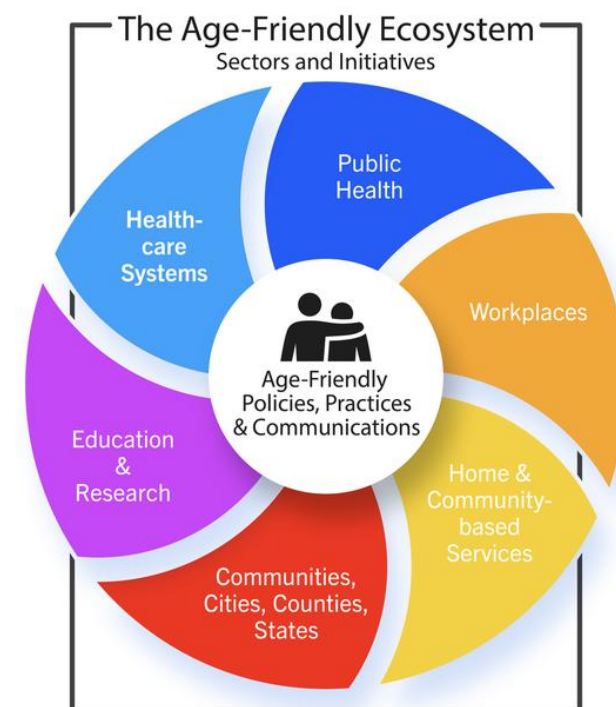 The Age-Friendly Ecosystem
Sectors and Initiatives
Public
Health
Health-
care
Systems
Workplaces
Age-Friendly
Policies, Practices
& Communications
Education
&
Research
Home &
Community-
based
Services
Communities,
Cities, Counties,
States